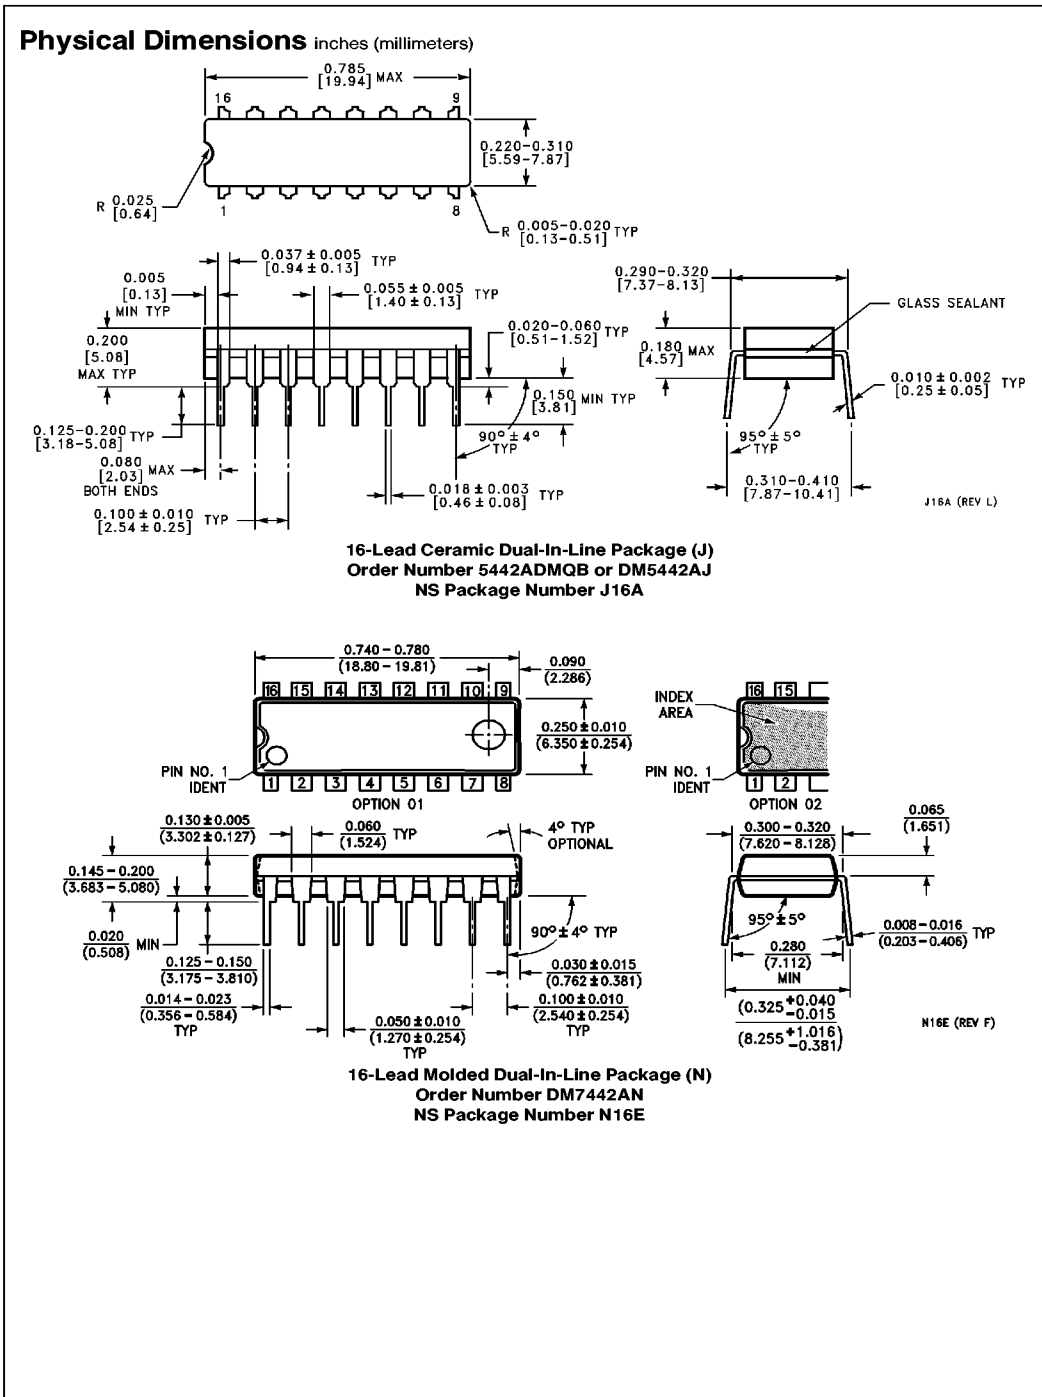 Physical Dimensions inches (millimeters)
0.785
[19.94] MAX
16
9
0.220-0.310
[5.59-7.87]
R 0.025
[0.64]
1
8
R 0.005-0.020 TYP
[0.13-0.51]
0.037 ± 0.005 TYP
[0.94 ± 0.13]
0.005
[0.13]
MIN TYP
0.055 ± 0.005 TYP
[1.40 ± 0.13]
0.200
[5.08]
MAX TYP
0.020-0.060 TYP
[0.51-1.52]
0.150 MIN TYP
[3.81]
0.125-0.200 TYP
[3.18-5.08]
90° ± 4°
TYP
0.080 MAX
[2.03]
BOTH ENDS
0.018 ± 0.003 TYP
[0.46 ± 0.08]
0.100 ± 0.010 TYP
[2.54 ± 0.25]
0.290-0.320
[7.37-8.13]
GLASS SEALANT
0.180 MAX
[4.57]
0.010 ± 0.002 TYP
[0.25 ± 0.05]
95° ± 5°
TYP
0.310-0.410
[7.87-10.41]
J16A (REV L)
16-Lead Ceramic Dual-In-Line Package (J)
Order Number 5442ADMQB or DM5442AJ
NS Package Number J16A
0.740 - 0.780
(18.80 - 19.81)
0.090
(2.286)
16 15 14 13 12 11 10 9
0.250 ± 0.010
(6.350 ± 0.254)
PIN NO. 1
IDENT
1 2 3 4 5 6 7 8
OPTION 01
INDEX
AREA
16 15
PIN NO. 1
IDENT
1 2
OPTION 02
0.130 ± 0.005
(3.302 ± 0.127)
0.060 TYP
(1.524)
4° TYP
OPTIONAL
0.145 - 0.200
(3.683 - 5.080)
0.020 MIN
(0.508)
0.125 - 0.150
(3.175 - 3.810)
90° ± 4° TYP
0.030 ± 0.015
(0.762 ± 0.381)
0.014 - 0.023
(0.356 - 0.584)
TYP
0.050 ± 0.010
(1.270 ± 0.254)
TYP
0.100 ± 0.010
(2.540 ± 0.254)
TYP
0.300 - 0.320
(7.620 - 8.128)
0.065
(1.651)
95° ± 5°
0.008 - 0.016 TYP
(0.203 - 0.406)
0.280
(7.112)
MIN
(0.325 +0.040
-0.015
(8.255 +1.016
-0.381)
N16E (REV F)
16-Lead Molded Dual-In-Line Package (N)
Order Number DM7442AN
NS Package Number N16E